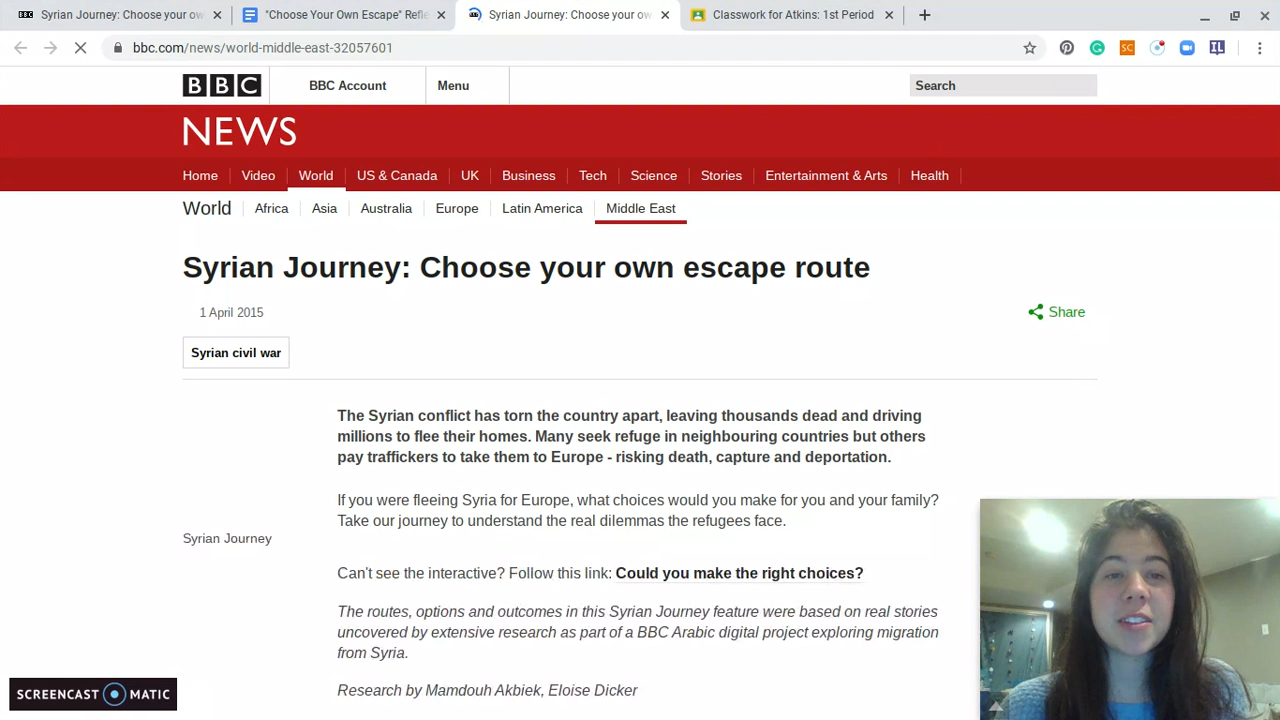 Syrian Journey: Choose your ow
"Choose Your Own Escape" Refle
Syrian Journey: Choose your ow
Classwork for Atkins: 1st Period
bbc.com/news/world-middle-east-32057601
SC
IL
BBC
BBC Account
Menu
Search
NEWS
Home
Video
World
US & Canada
UK
Business
Tech
Science
Stories
Entertainment & Arts
Health
World
Africa
Asia
Australia
Europe
Latin America
Middle East
Syrian Journey: Choose your own escape route
1 April 2015
Share
Syrian civil war
The Syrian conflict has torn the country apart, leaving thousands dead and driving
millions to flee their homes. Many seek refuge in neighbouring countries but others
pay traffickers to take them to Europe - risking death, capture and deportation.
If you were fleeing Syria for Europe, what choices would you make for you and your family?
Take our journey to understand the real dilemmas the refugees face.
Syrian Journey
Can't see the interactive? Follow this link: Could you make the right choices?
The routes, options and outcomes in this Syrian Journey feature were based on real stories
uncovered by extensive research as part of a BBC Arabic digital project exploring migration
from Syria.
Research by Mamdouh Akbiek, Eloise Dicker
SCREENCAST MATIC